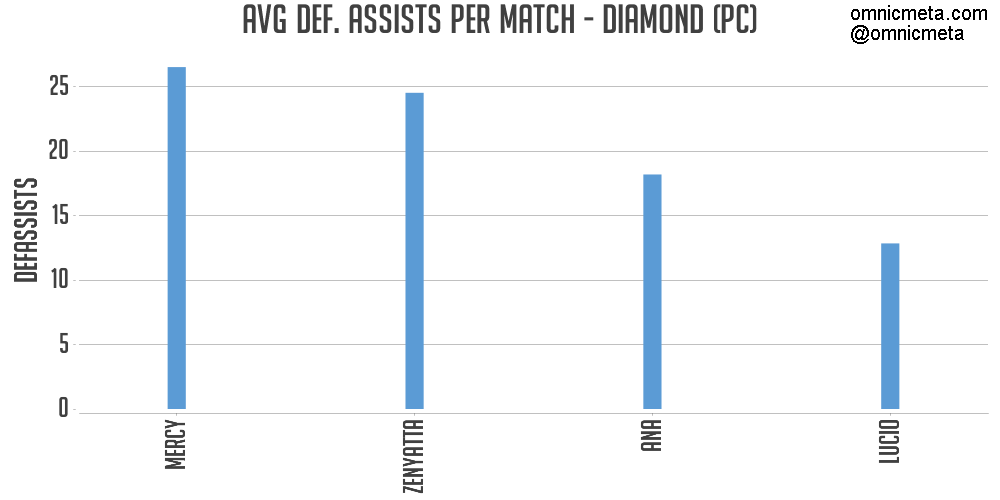 AVG DEF. ASSISTS PER MATCH - DIAMOND (PC)
omnicmeta.com
@omnicmeta
DEFASSISTS
25
20
15
10
5
0
MERCY
ZENYATTA
ANA
LUCIO